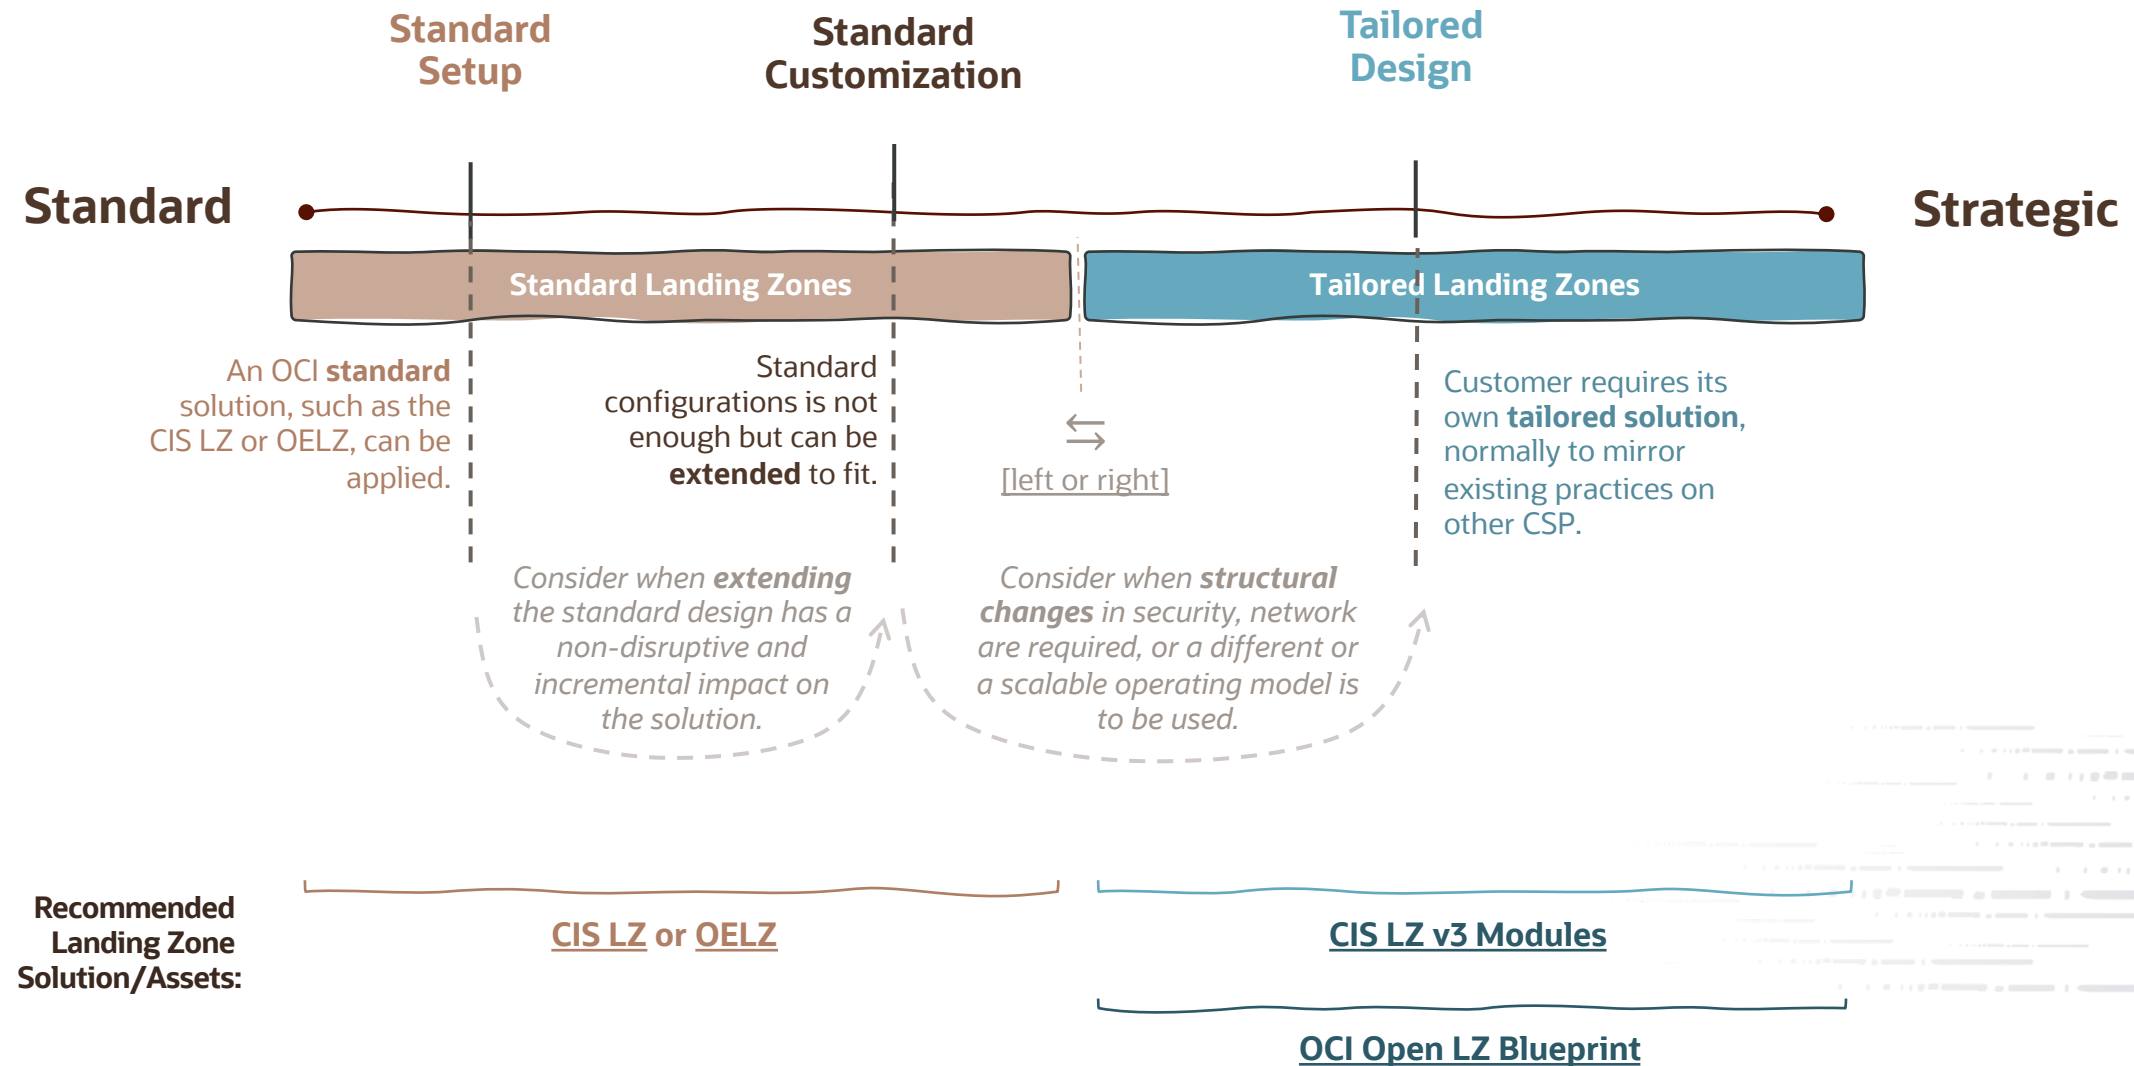 Standard
Setup
Standard
Customization
Tailored
Design
Standard
Strategic
Standard Landing Zones
Tailored Landing Zones
An OCI standard
solution, such as the
CIS LZ or OELZ, can be
applied.
Standard
configurations is not
enough but can be
extended to fit.
[left or right]
Customer requires its
own tailored solution,
normally to mirror
existing practices on
other CSP.
Consider when extending
the standard design has a
non-disruptive and
incremental impact on
the solution.
Consider when structural
changes in security, network
are required, or a different or
a scalable operating model is
to be used.
Recommended
Landing Zone
Solution/Assets:
CIS LZ or OELZ
CIS LZ v3 Modules
OCI Open LZ Blueprint